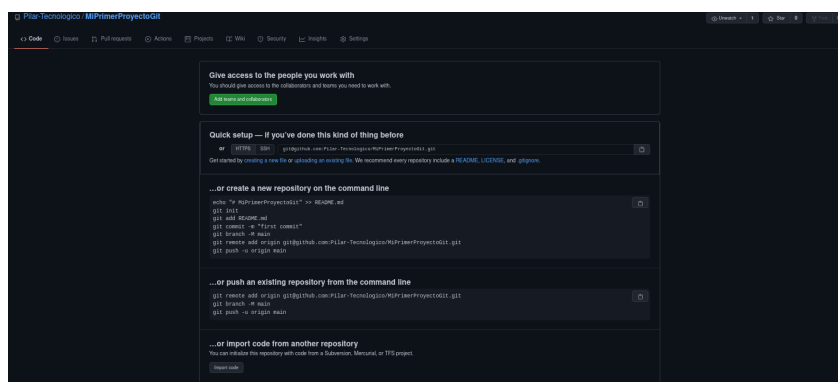 Pilar-Tecnologico / MiPrimerProyectoGit
Unwatch 1 Star 0
Code Issues Pull requests Actions Projects Wiki Security Insights Settings
Give access to the people you work with
You should give access to the collaborators and teams you need to work with.
Add teams and collaborators
Quick setup — if you've done this kind of thing before
or HTTPS SSH git@github.com:Pilar-Tecnologico/MiPrimerProyectoGit.git
Get started by creating a new file or uploading an existing file. We recommend every repository include a README, LICENSE, and .gitignore.
...or create a new repository on the command line
echo "# MiPrimerProyectoGit" >> README.md
git init
git add README.md
git commit -m "first commit"
git branch -M main
git remote add origin git@github.com:Pilar-Tecnologico/MiPrimerProyectoGit.git
git push -u origin main
...or push an existing repository from the command line
git remote add origin git@github.com:Pilar-Tecnologico/MiPrimerProyectoGit.git
git branch -M main
git push -u origin main
...or import code from another repository
You can initialize this repository with code from a Subversion, Mercurial, or TFS project.
Import code